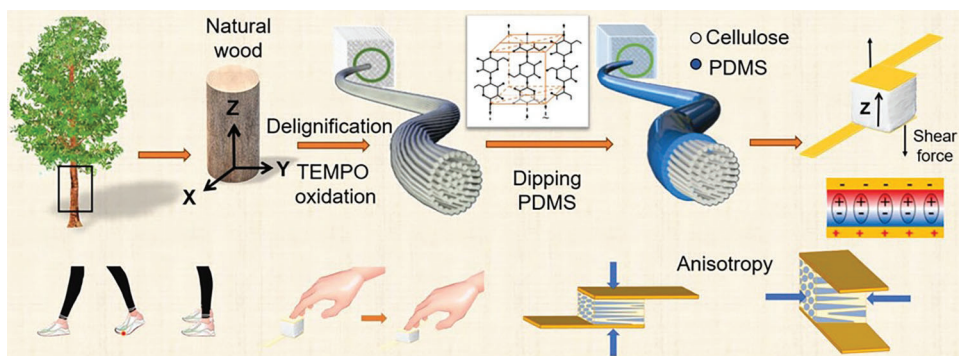 Natural
wood
Z
Y
X
Delignification
TEMPO
oxidation
Dipping
PDMS
Cellulose
PDMS
Z
Shear
force
- - - - -
+ + + + +
- - - - -
+ + + + +
Anisotropy